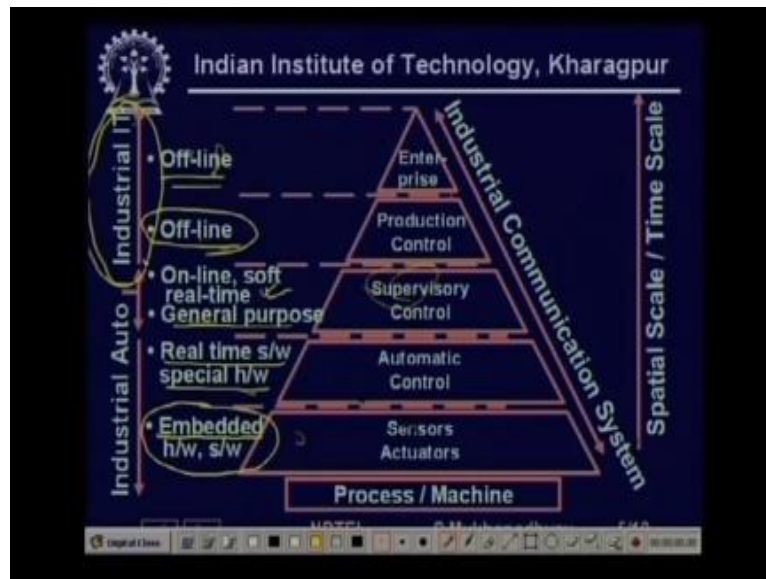 Indian Institute of Technology, Kharagpur
Industrial IT
Industrial Auto
• Off-line
• Off-line
• On-line, soft
real-time
• General purpose
• Real time s/w
special h/w
• Embedded
h/w, s/w
Enter-
prise
Production
Control
Supervisory
Control
Automatic
Control
Sensors
Actuators
Process / Machine
Industrial Communication System
Spatial Scale / Time Scale
NPTEL
5/18